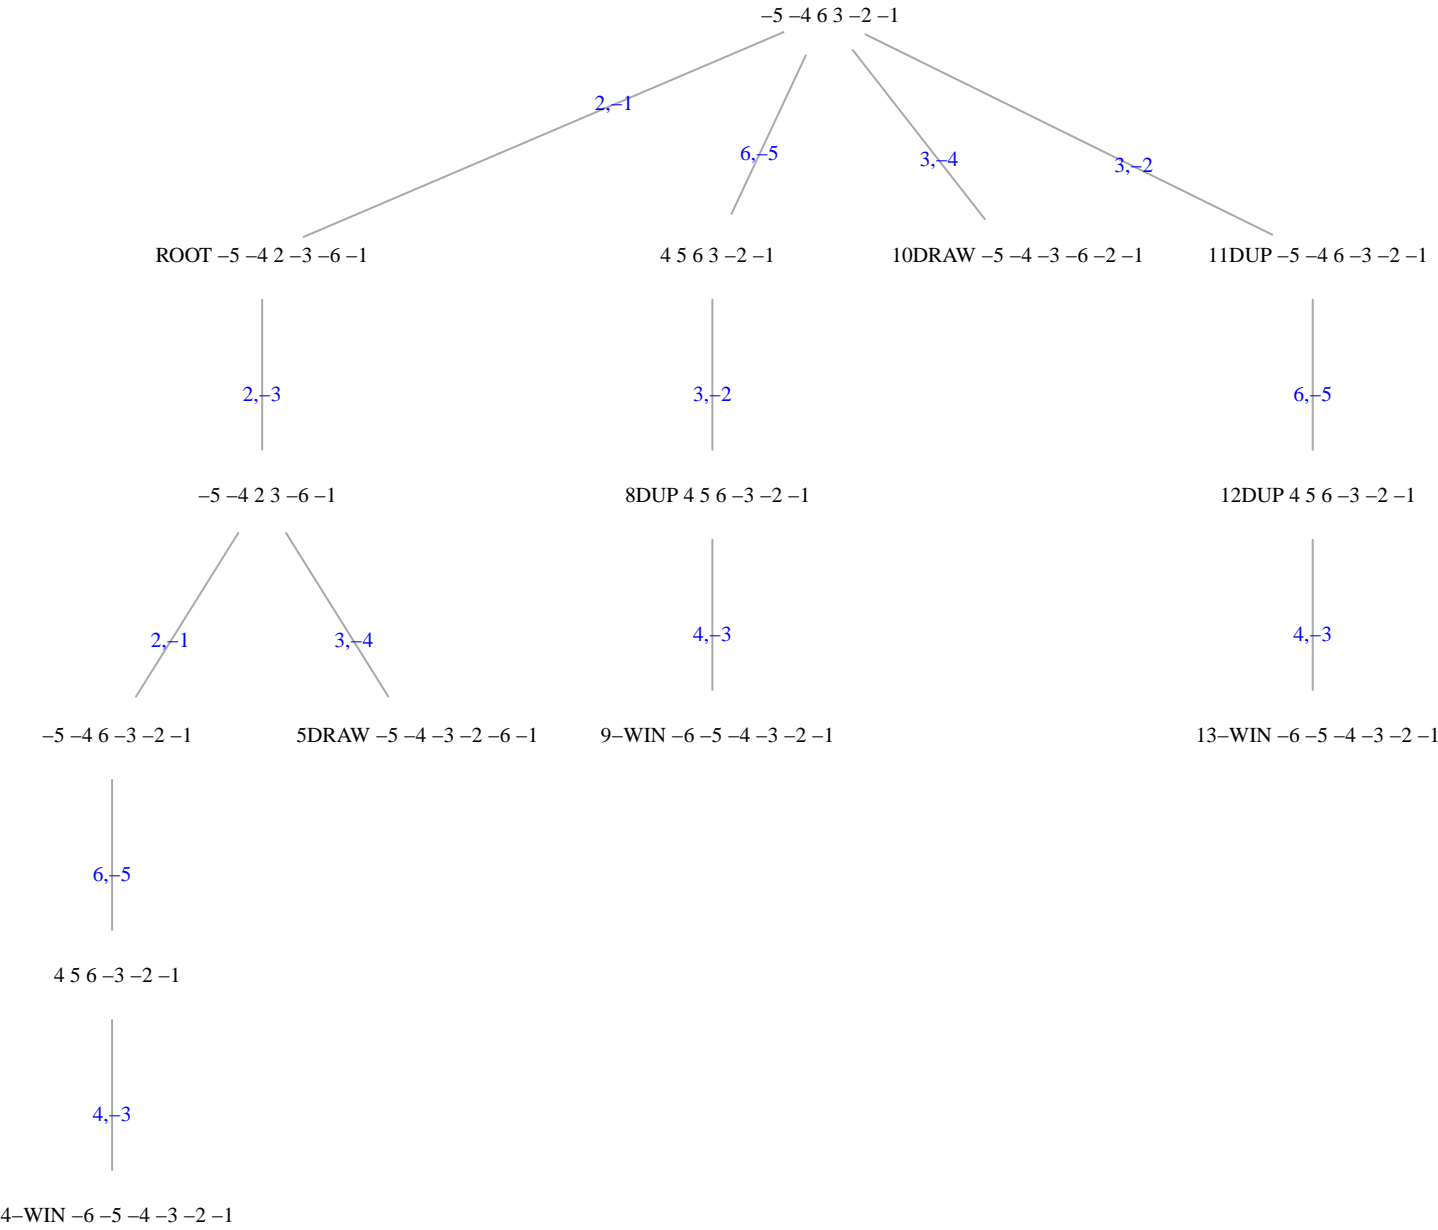 –5 –4 6 3 –2 –1
2,–1
6,–5
3,–4
3,–2
ROOT –5 –4 2 –3 –6 –1
4 5 6 3 –2 –1
10DRAW –5 –4 –3 –6 –2 –1
11DUP –5 –4 6 –3 –2 –1
2,–3
3,–2
6,–5
–5 –4 2 3 –6 –1
8DUP 4 5 6 –3 –2 –1
12DUP 4 5 6 –3 –2 –1
2,–1
3,–4
4,–3
4,–3
–5 –4 6 –3 –2 –1
5DRAW –5 –4 –3 –2 –6 –1
9–WIN –6 –5 –4 –3 –2 –1
13–WIN –6 –5 –4 –3 –2 –1
6,–5
4 5 6 –3 –2 –1
4,–3
4–WIN –6 –5 –4 –3 –2 –1